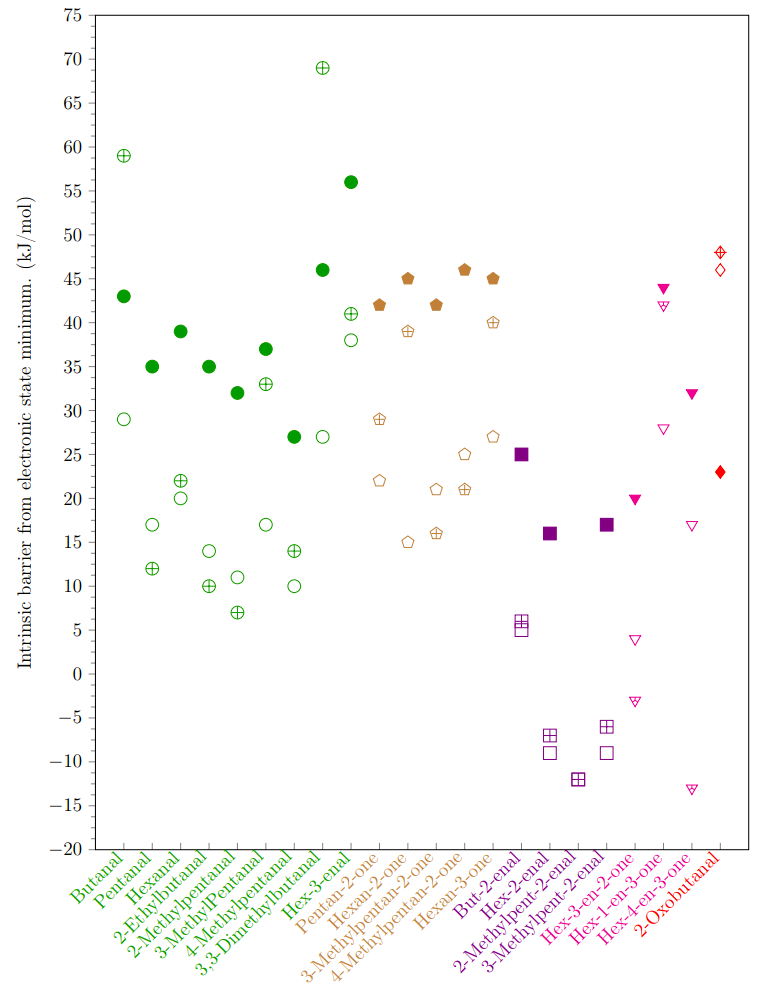 75
70
65
60
55
50
45
40
35
30
25
20
15
10
5
0
−5
−10
−15
−20
Intrinsic barrier from electronic state minimum. (kJ/mol)
Butanal
Pentanal
Hexanal
2-Ethylbutanal
2-Methylpentanal
3-MethylPentanal
4-Methylpentanal
3,3-Dimethylbutanal
Hex-3-enal
Pentan-2-one
Hexan-2-one
3-Methylpentan-2-one
4-Methylpentan-2-one
Hexan-3-one
But-2-enal
Hex-2-enal
2-Methylpent-2-enal
3-Methylpent-2-enal
Hex-3-en-2-one
Hex-1-en-3-one
Hex-4-en-3-one
2-Oxobutanal